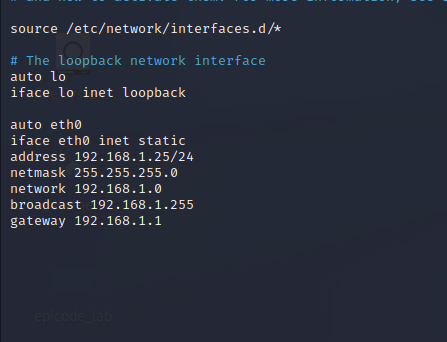 source /etc/network/interfaces.d/*
# The loopback network interface
auto lo
iface lo inet loopback
auto eth0
iface eth0 inet static
address 192.168.1.25/24
netmask 255.255.255.0
network 192.168.1.0
broadcast 192.168.1.255
gateway 192.168.1.1
epicode_lab